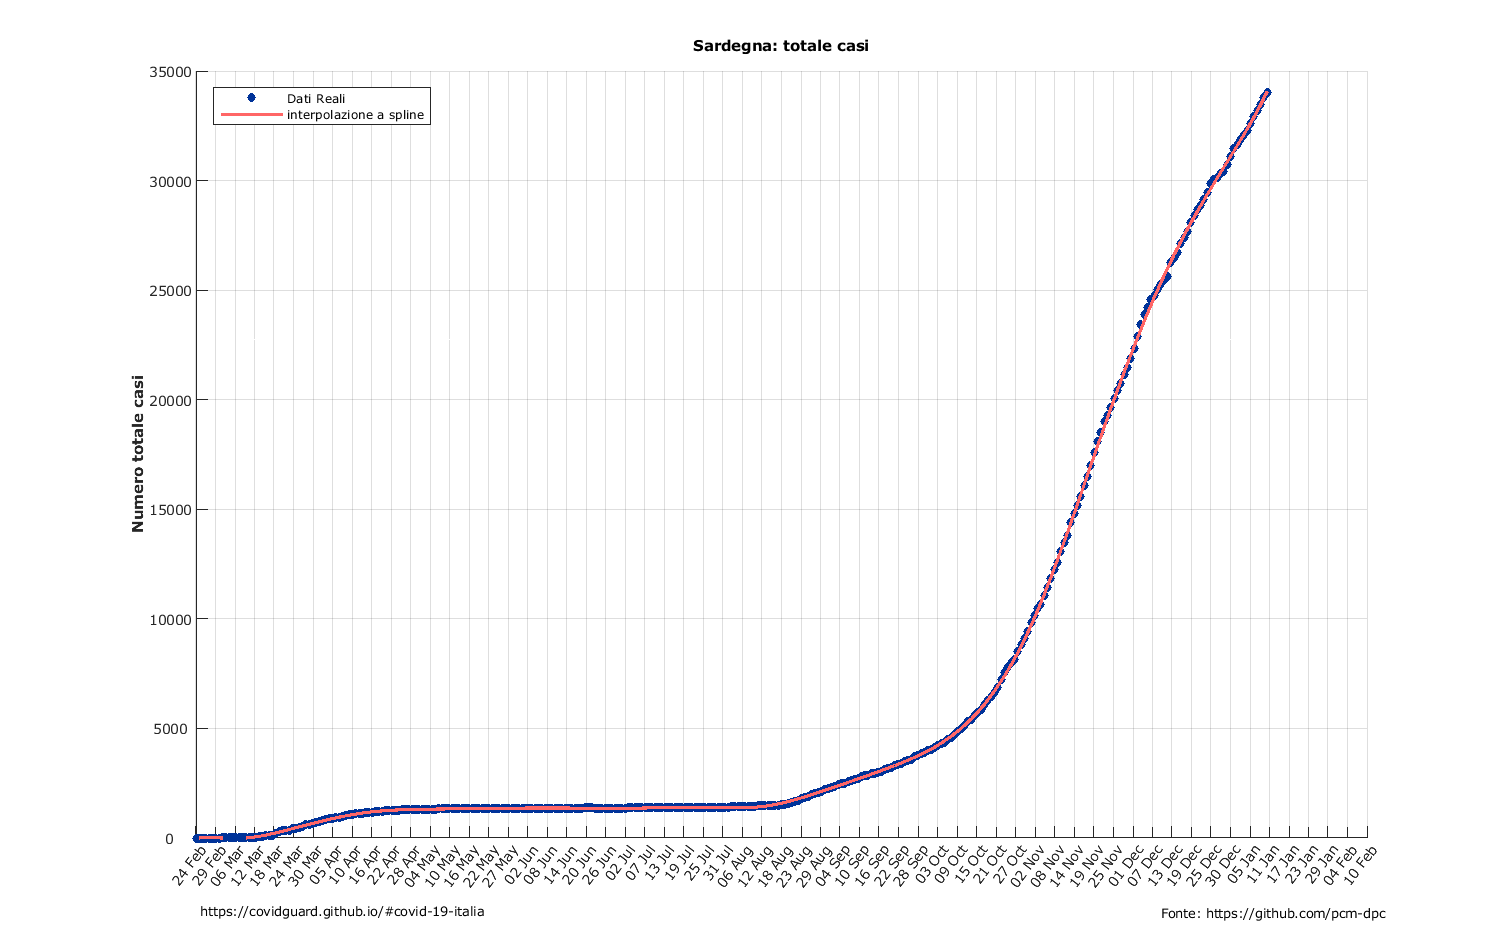 Sardegna: totale casi
Dati Reali
interpolazione a spline
Numero totale casi
35000
30000
25000
20000
15000
10000
5000
0
24 Feb
29 Feb
06 Mar
12 Mar
18 Mar
24 Mar
30 Mar
05 Apr
10 Apr
16 Apr
22 Apr
28 Apr
04 May
10 May
16 May
22 May
27 May
02 Jun
08 Jun
14 Jun
20 Jun
26 Jun
02 Jul
07 Jul
13 Jul
19 Jul
25 Jul
31 Jul
06 Aug
12 Aug
18 Aug
23 Aug
29 Aug
04 Sep
10 Sep
16 Sep
22 Sep
28 Sep
03 Oct
09 Oct
15 Oct
21 Oct
27 Oct
02 Nov
08 Nov
14 Nov
19 Nov
25 Nov
01 Dec
07 Dec
13 Dec
19 Dec
25 Dec
30 Dec
05 Jan
11 Jan
17 Jan
23 Jan
29 Jan
04 Feb
10 Feb
https://covidguard.github.io/#covid-19-italia
Fonte: https://github.com/pcm-dpc